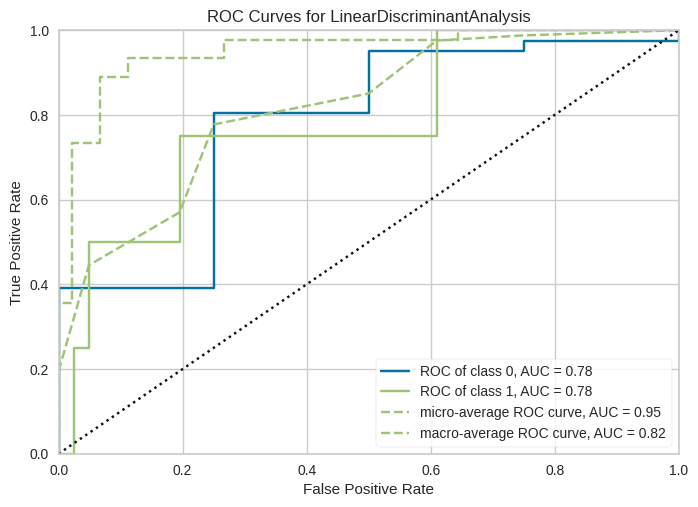 ROC Curves for LinearDiscriminantAnalysis
True Positive Rate
1.0
0.8
0.6
0.4
0.2
0.0
ROC of class 0, AUC = 0.78
ROC of class 1, AUC = 0.78
micro-average ROC curve, AUC = 0.95
macro-average ROC curve, AUC = 0.82
0.0 0.2 0.4 0.6 0.8 1.0
False Positive Rate